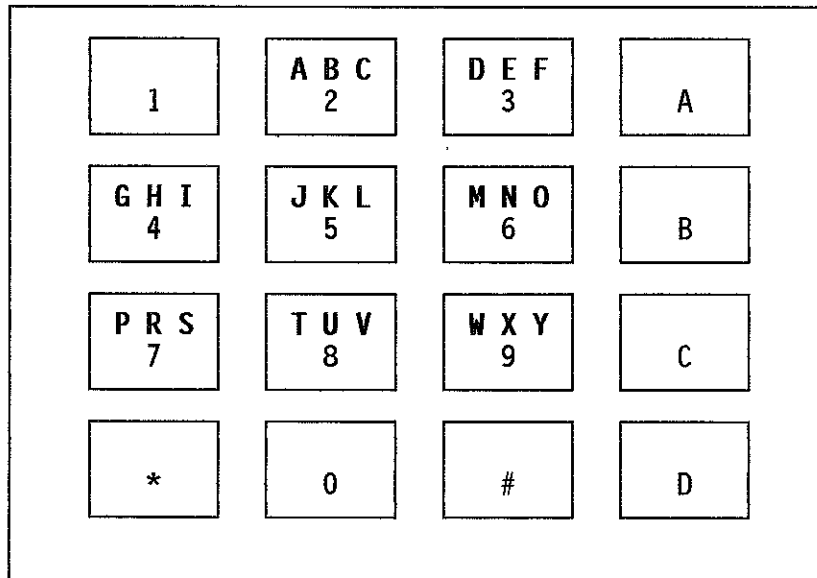 A B C D E F
1 2 3 A
G H I J K L M N O
4 5 6 B
P R S T U V W X Y
7 8 9 C
* 0 # D